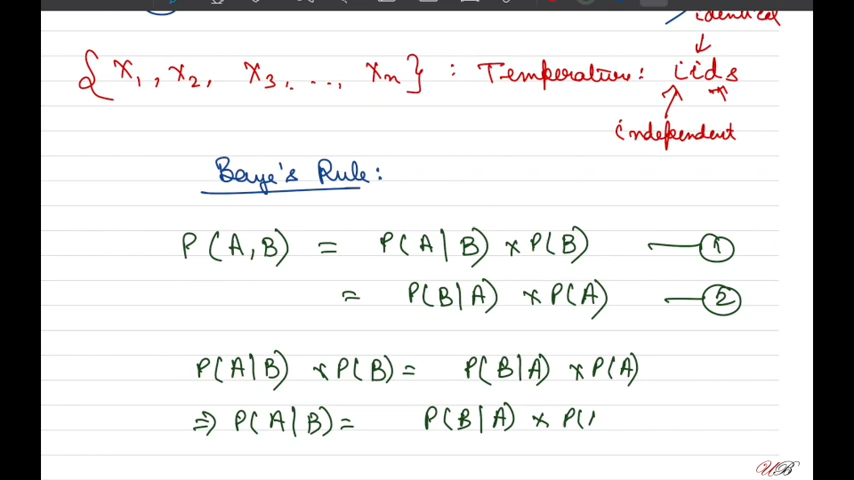 identical
{ x₁, x₂, x₃, ..., xₙ } : Temperature: iids
independent
Baye's Rule:
P(A,B) = P(A|B) × P(B) —— ①
= P(B|A) × P(A) —— ②
P(A|B) × P(B) = P(B|A) × P(A)
⇒ P(A|B) = P(B|A) × P(
UB